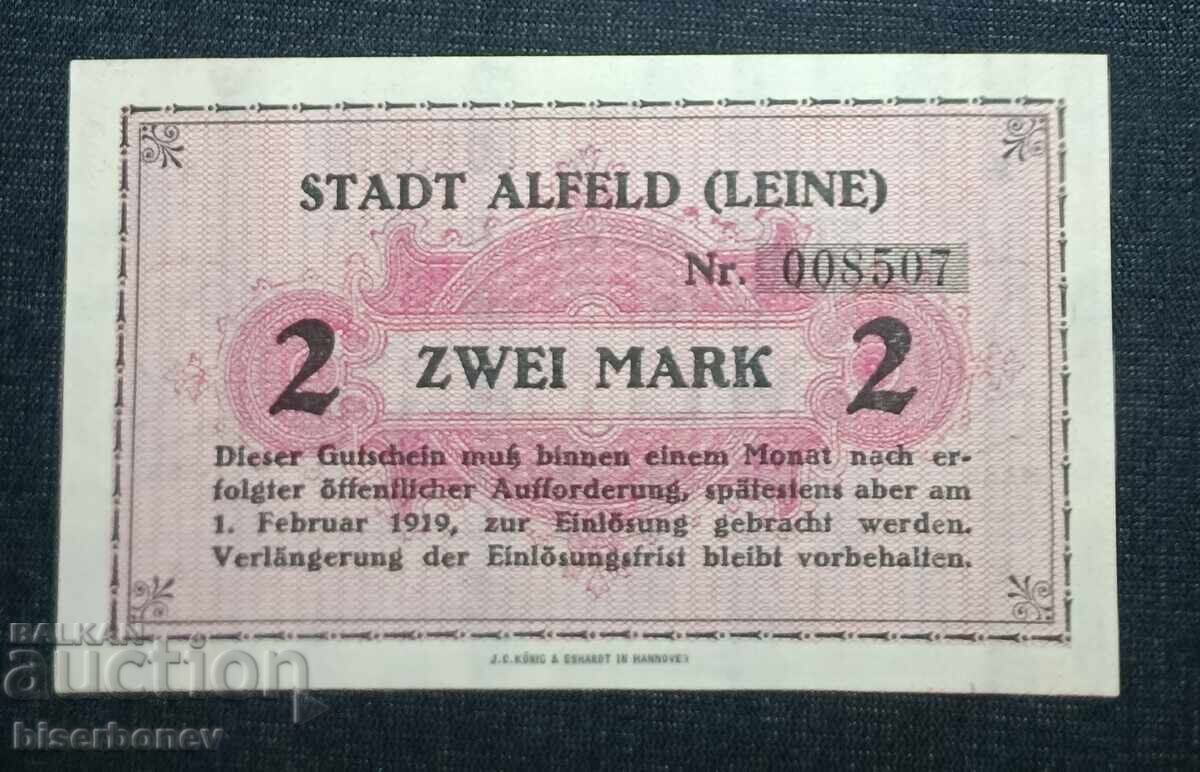 STADT ALFELD (LEINE)
Nr. 008507
2 ZWEI MARK 2
Dieser Gutschein muß binnen einem Monat nach er-
folgter öffentlicher Aufforderung, spätestens aber am
1. Februar 1919, zur Einlösung gebracht werden.
Verlängerung der Einlösungsfrist bleibt vorbehalten.
J.C.KÖNIG & EBHARDT IN HANNOVER
BALKAN
auction
biserbonev